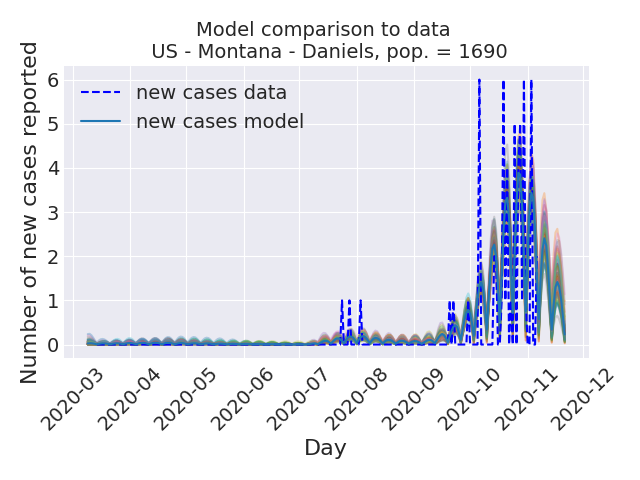 Model comparison to data
US - Montana - Daniels, pop. = 1690
new cases data
new cases model
Number of new cases reported
6
5
4
3
2
1
0
2020-03
2020-04
2020-05
2020-06
2020-07
2020-08
2020-09
2020-10
2020-11
2020-12
Day